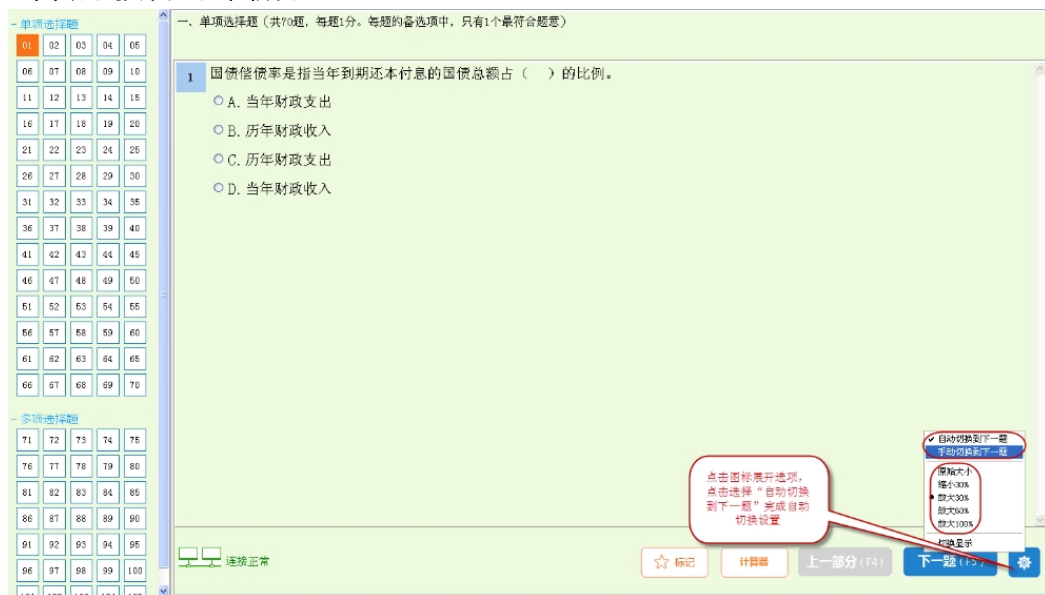 - 单项选择题
01 02 03 04 05
06 07 08 09 10
11 12 13 14 15
16 17 18 19 20
21 22 23 24 25
26 27 28 29 30
31 32 33 34 35
36 37 38 39 40
41 42 43 44 45
46 47 48 49 50
51 52 53 54 55
56 57 58 59 60
61 62 63 64 65
66 67 68 69 70
- 多项选择题
71 72 73 74 75
76 77 78 79 80
81 82 83 84 85
86 87 88 89 90
91 92 93 94 95
96 97 98 99 100
一、单项选择题（共70题，每题1分。每题的备选项中，只有1个最符合题意）
1 国债偿债率是指当年到期还本付息的国债总额占（ ）的比例。
A. 当年财政支出
B. 历年财政收入
C. 历年财政支出
D. 当年财政收入
自动切换到下一题
手动切换到下一题
原始大小
缩小30%
放大30%
放大60%
放大100%
切换显示
点击图标展开选项，
点击选择“自动切换
到下一题”完成自动
切换设置
连接正常
标记
计算器
上一部分(F4)
下一题(F5)